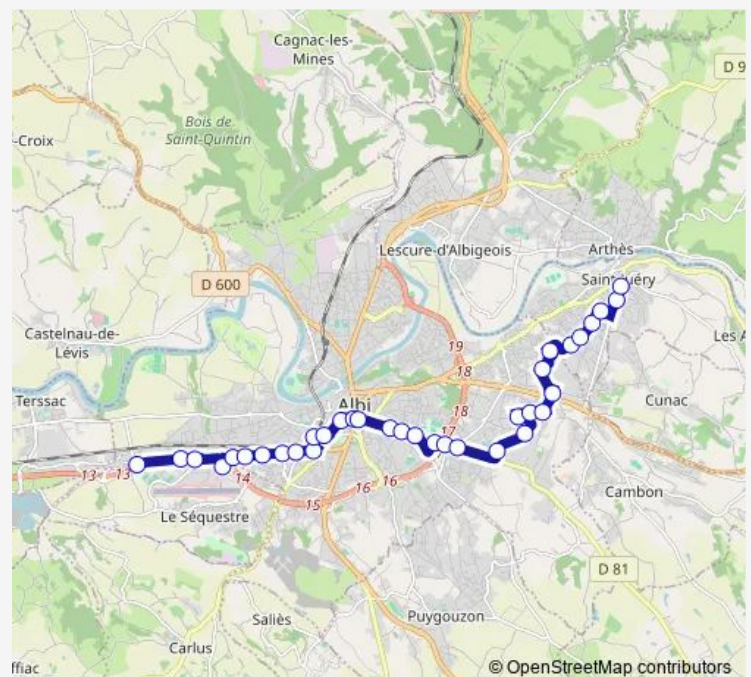 Cagnac-les-
Mines
D 9
Bois de
Saint-Quintin
-Croix
Lescure-d'Albigeois
Arthès
D 600
Castelnau-de-
Lévis
19
Les A
18
Terssac
Albi
Cunac
18
17
13
13
14
16
16
15
Le Séquestre
Cambon
D 81
Saliès
Puygouzon
Carlus
ffiac
© OpenStreetMap contributors